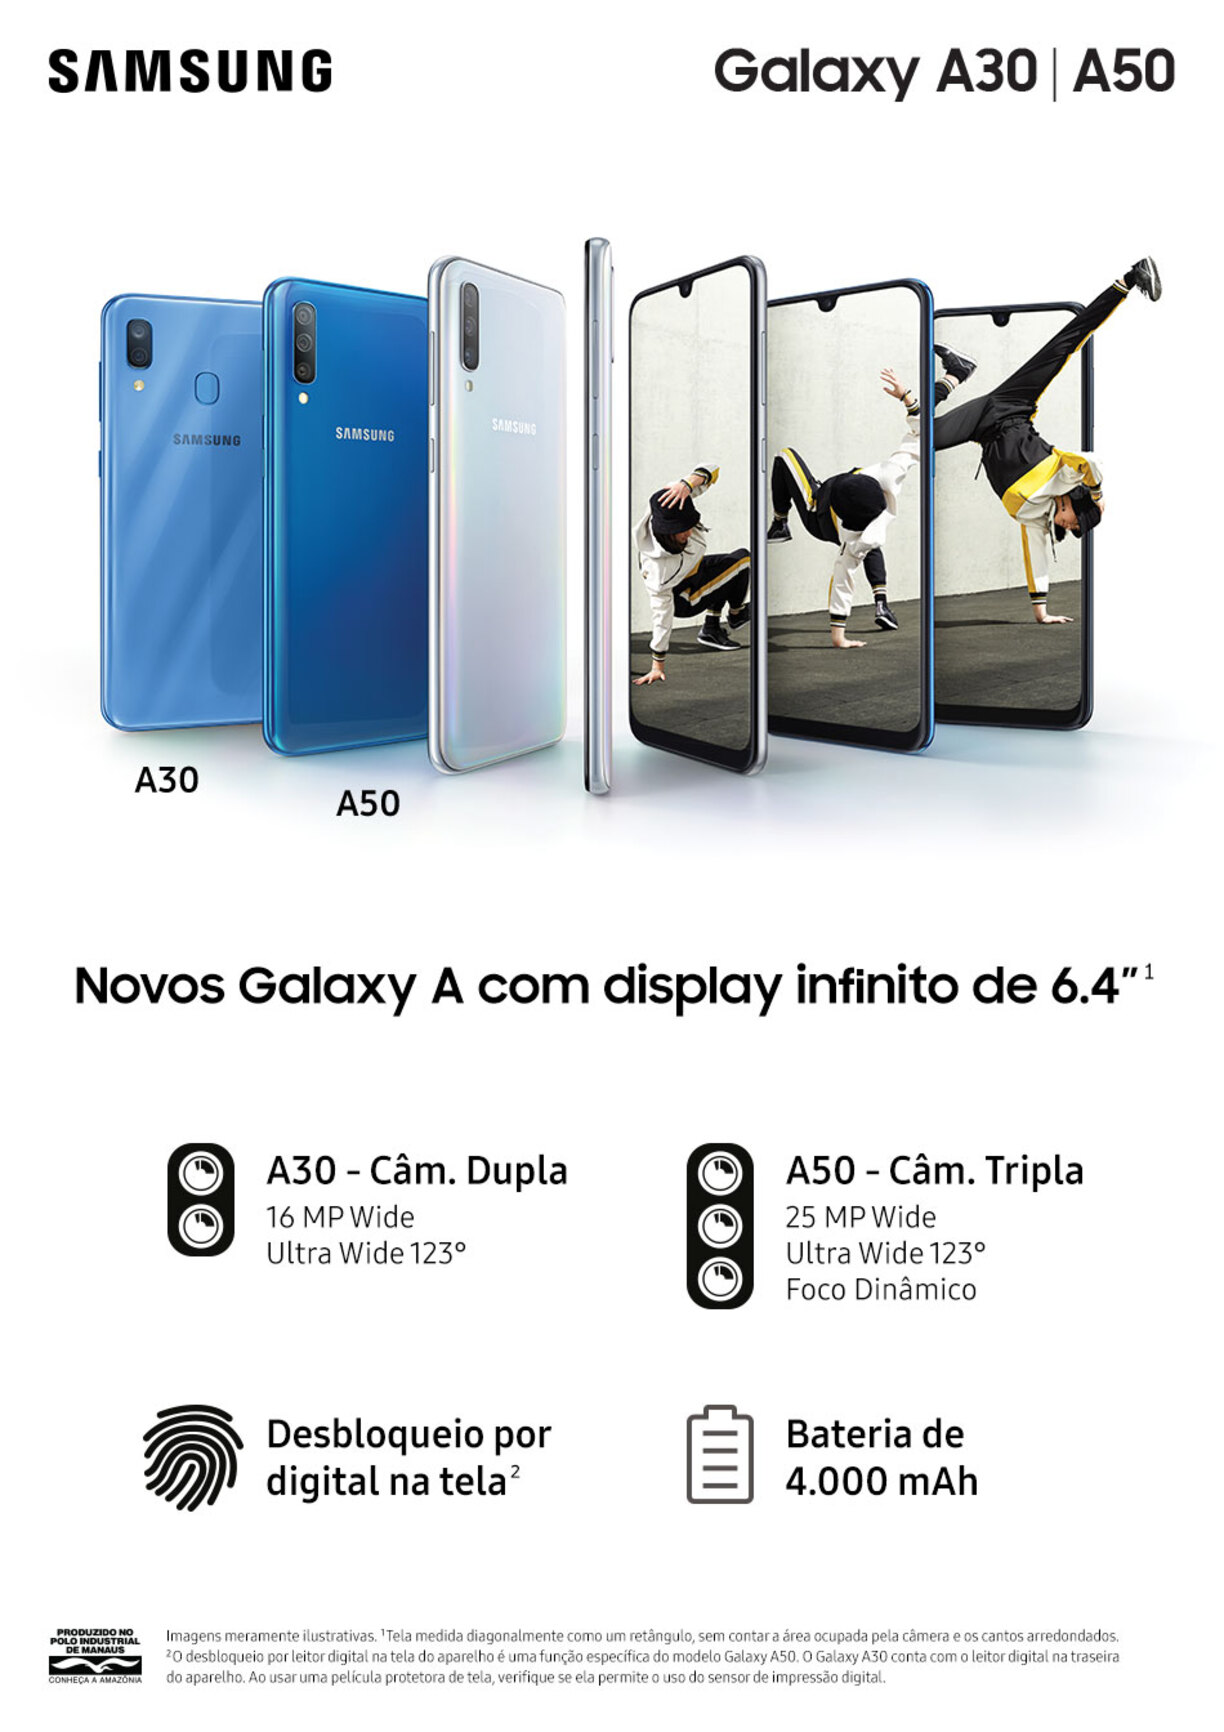 SAMSUNG
Galaxy A30 | A50
SAMSUNG
SAMSUNG
SAMSUNG
A30
A50
Novos Galaxy A com display infinito de 6.4”¹
A30 - Câm. Dupla
16 MP Wide
Ultra Wide 123°
A50 - Câm. Tripla
25 MP Wide
Ultra Wide 123°
Foco Dinâmico
Desbloqueio por
digital na tela²
Bateria de
4.000 mAh
PRODUZIDO NO
POLO INDUSTRIAL
DE MANAUS
CONHEÇA A AMAZÔNIA
Imagens meramente ilustrativas. ¹Tela medida diagonalmente como um retângulo, sem contar a área ocupada pela câmera e os cantos arredondados.
²O desbloqueio por leitor digital na tela do aparelho é uma função específica do modelo Galaxy A50. O Galaxy A30 conta com o leitor digital na traseira
do aparelho. Ao usar uma película protetora de tela, verifique se ela permite o uso do sensor de impressão digital.